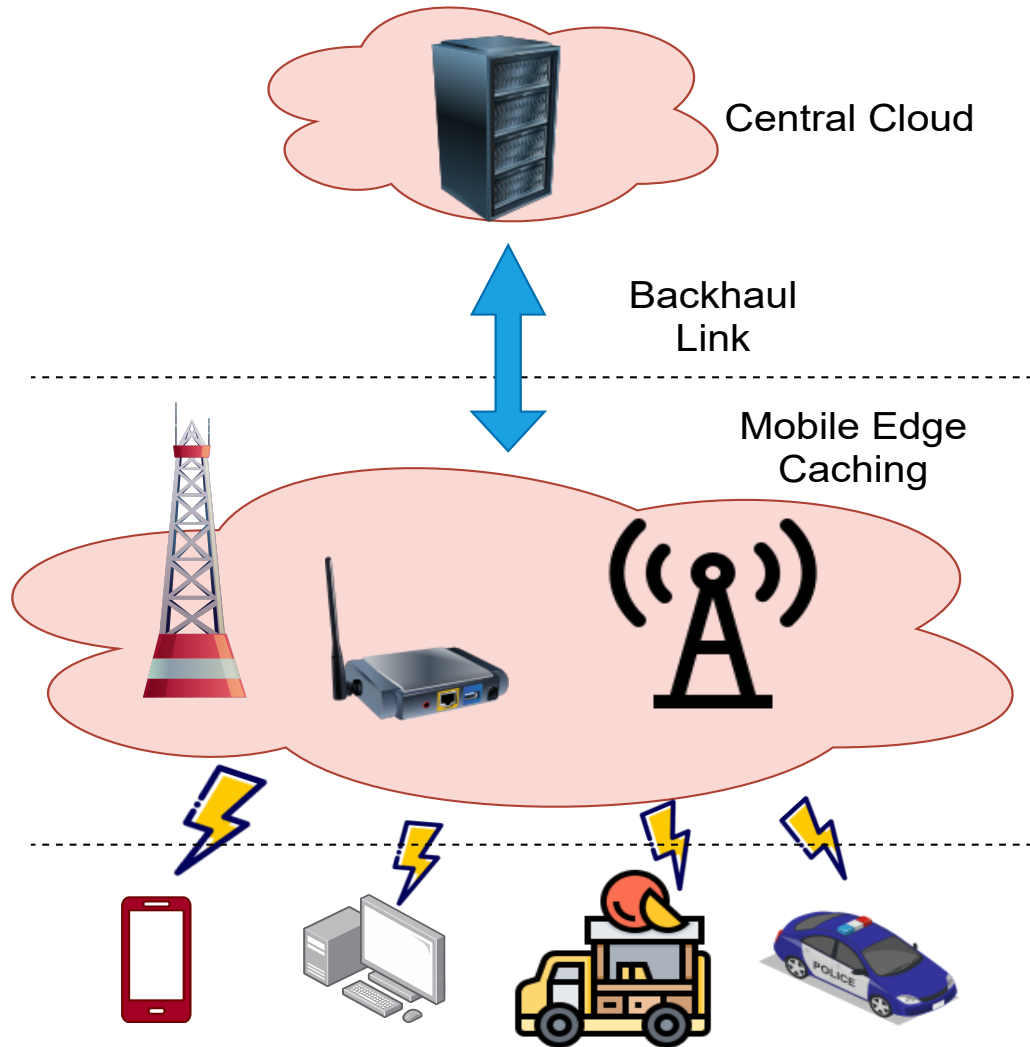 Central Cloud
Backhaul
Link
Mobile Edge
Caching
POLICE